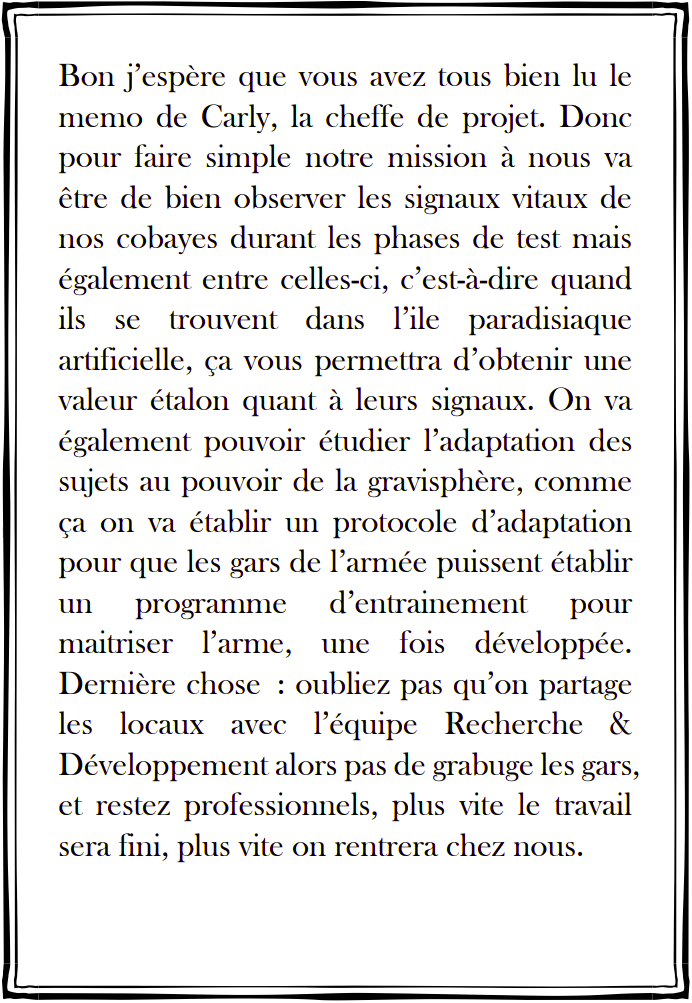 Bon j’espère que vous avez tous bien lu le
memo de Carly, la cheffe de projet. Donc
pour faire simple notre mission à nous va
être de bien observer les signaux vitaux de
nos cobayes durant les phases de test mais
également entre celles-ci, c’est-à-dire quand
ils se trouvent dans l’ile paradisiaque
artificielle, ça vous permettra d’obtenir une
valeur étalon quant à leurs signaux. On va
également pouvoir étudier l’adaptation des
sujets au pouvoir de la gravisphère, comme
ça on va établir un protocole d’adaptation
pour que les gars de l’armée puissent établir
un programme d’entrainement pour
maitriser l’arme, une fois développée.
Dernière chose : oubliez pas qu’on partage
les locaux avec l’équipe Recherche &
Développement alors pas de grabuge les gars,
et restez professionnels, plus vite le travail
sera fini, plus vite on rentrera chez nous.